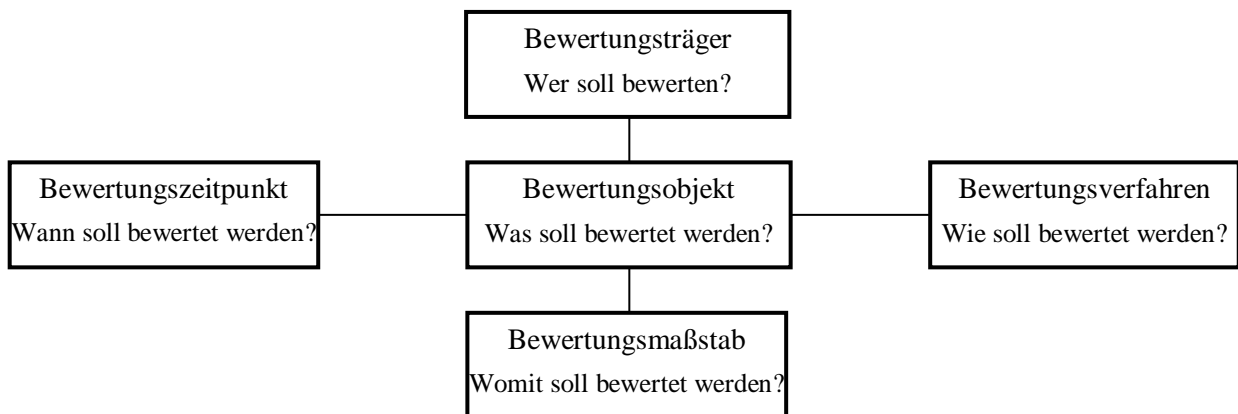 Bewertungsträger
Wer soll bewerten?
Bewertungszeitpunkt
Wann soll bewertet werden?
Bewertungsobjekt
Was soll bewertet werden?
Bewertungsverfahren
Wie soll bewertet werden?
Bewertungsmaßstab
Womit soll bewertet werden?